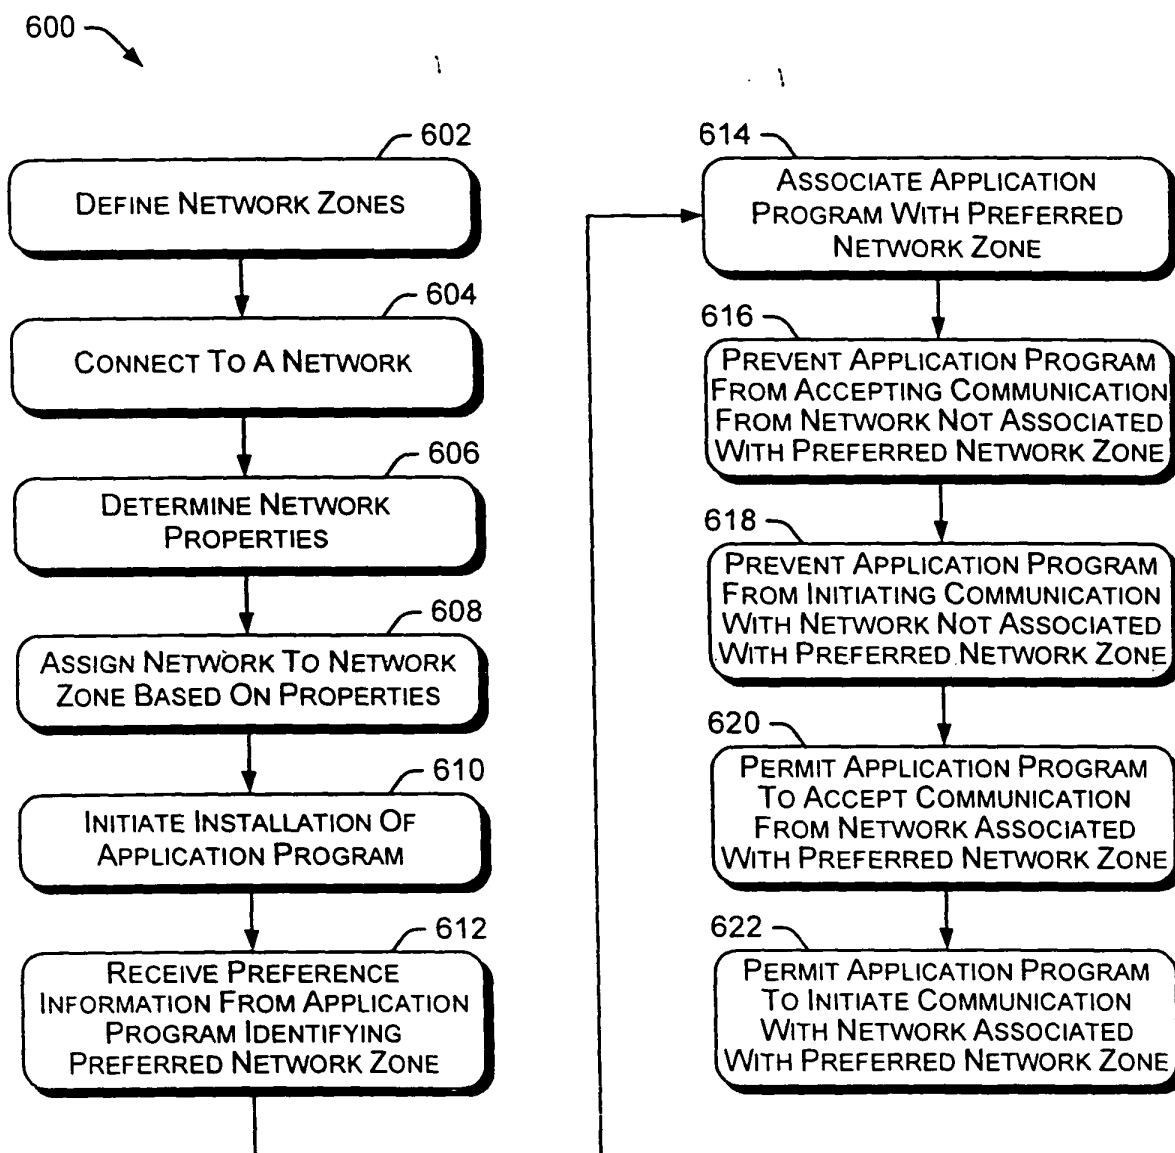 600
602
DEFINE NETWORK ZONES
604
CONNECT TO A NETWORK
606
DETERMINE NETWORK
PROPERTIES
608
ASSIGN NETWORK TO NETWORK
ZONE BASED ON PROPERTIES
610
INITIATE INSTALLATION OF
APPLICATION PROGRAM
612
RECEIVE PREFERENCE
INFORMATION FROM APPLICATION
PROGRAM IDENTIFYING
PREFERRED NETWORK ZONE
614
ASSOCIATE APPLICATION
PROGRAM WITH PREFERRED
NETWORK ZONE
616
PREVENT APPLICATION PROGRAM
FROM ACCEPTING COMMUNICATION
FROM NETWORK NOT ASSOCIATED
WITH PREFERRED NETWORK ZONE
618
PREVENT APPLICATION PROGRAM
FROM INITIATING COMMUNICATION
WITH NETWORK NOT ASSOCIATED
WITH PREFERRED NETWORK ZONE
620
PERMIT APPLICATION PROGRAM
TO ACCEPT COMMUNICATION
FROM NETWORK ASSOCIATED
WITH PREFERRED NETWORK ZONE
622
PERMIT APPLICATION PROGRAM
TO INITIATE COMMUNICATION
WITH NETWORK ASSOCIATED
WITH PREFERRED NETWORK ZONE